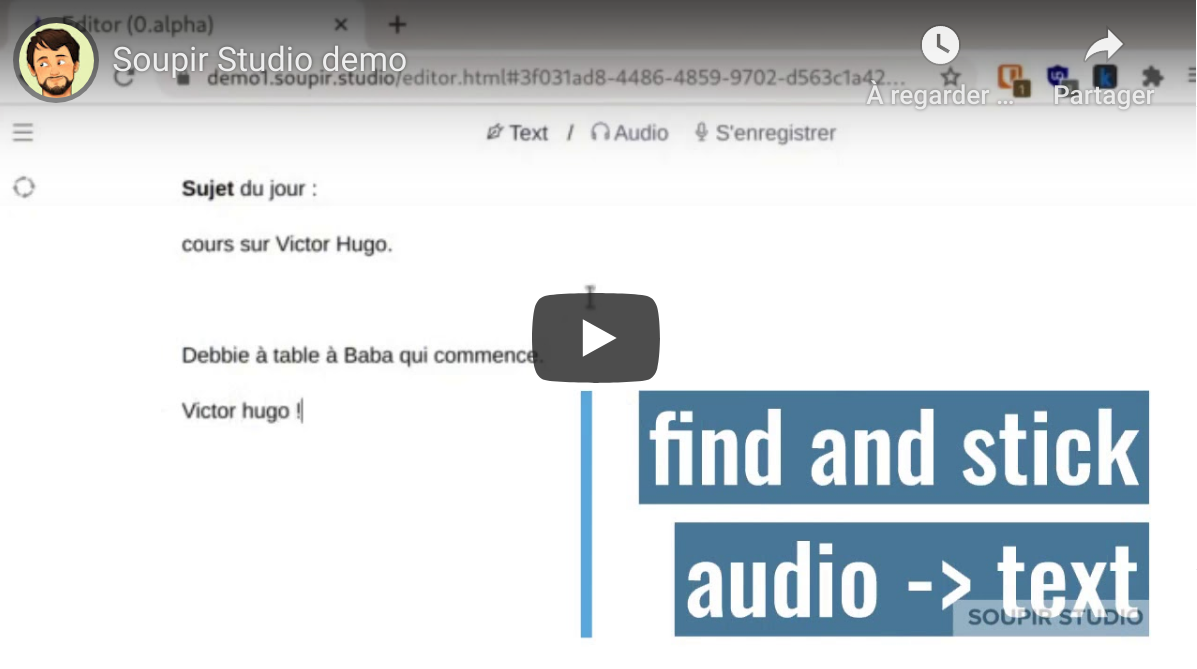 Editor (0.alpha)
Soupir Studio demo
demo1.soupir.studio/editor.html#3f031ad8-4486-4859-9702-d563c1a42...
À regarder ...
Partager
1
Text / Audio S'enregistrer
Sujet du jour :
cours sur Victor Hugo.
Debbie à table à Baba qui commence.
Victor hugo !
find and stick
audio -> text
SOUPIR STUDIO